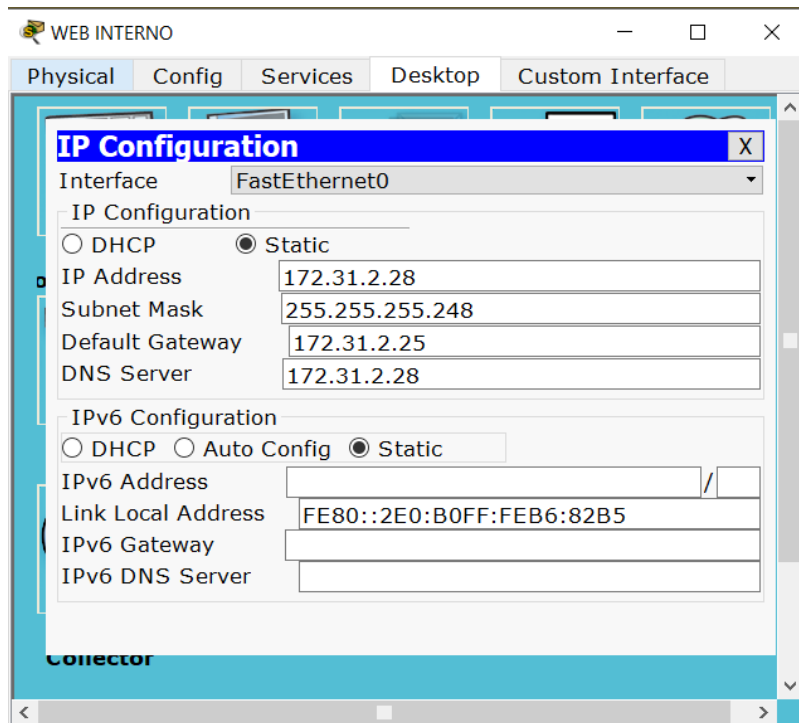 WEB INTERNO
Physical Config Services Desktop Custom Interface
IP Configuration X
Interface FastEthernet0
IP Configuration
DHCP Static
IP Address 172.31.2.28
Subnet Mask 255.255.255.248
Default Gateway 172.31.2.25
DNS Server 172.31.2.28
IPv6 Configuration
DHCP Auto Config Static
IPv6 Address /
Link Local Address FE80::2E0:B0FF:FEB6:82B5
IPv6 Gateway
IPv6 DNS Server
Collector